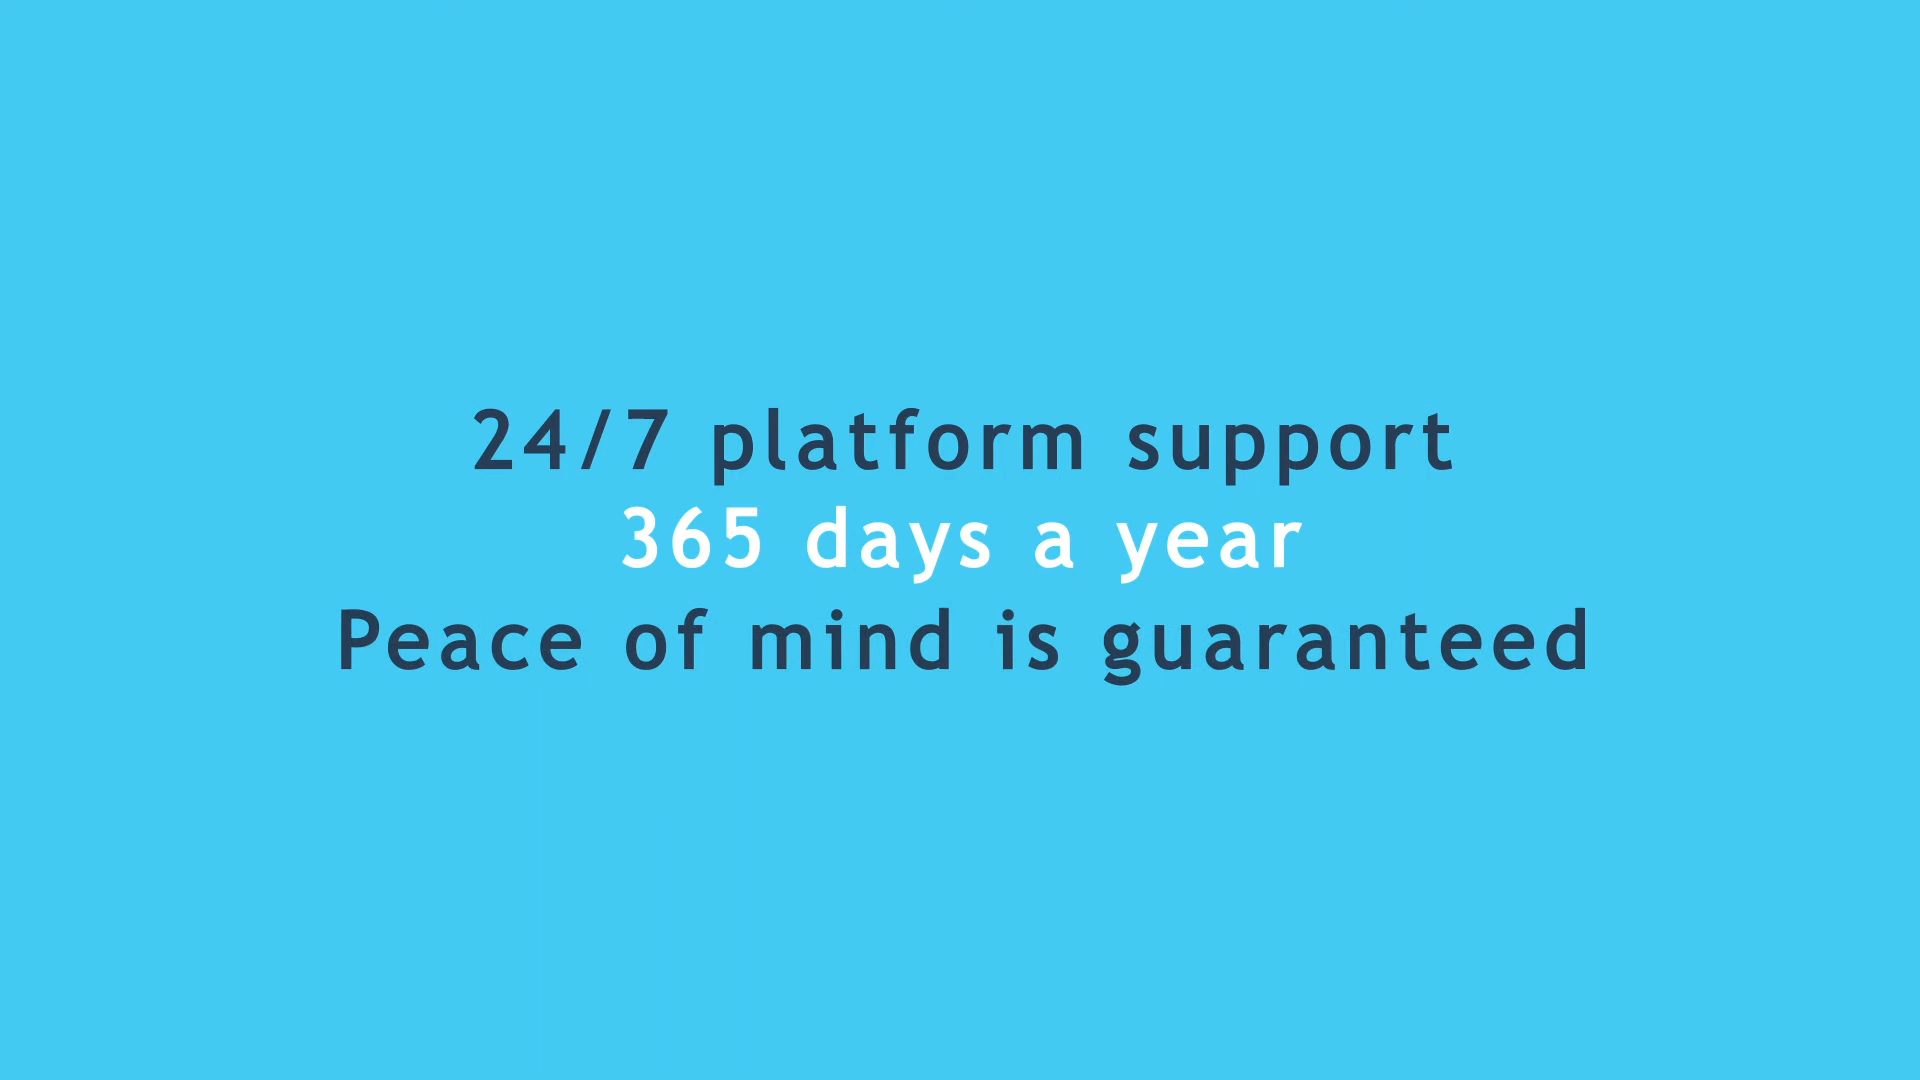 24/7 platform support
365 days a year
Peace of mind is guaranteed